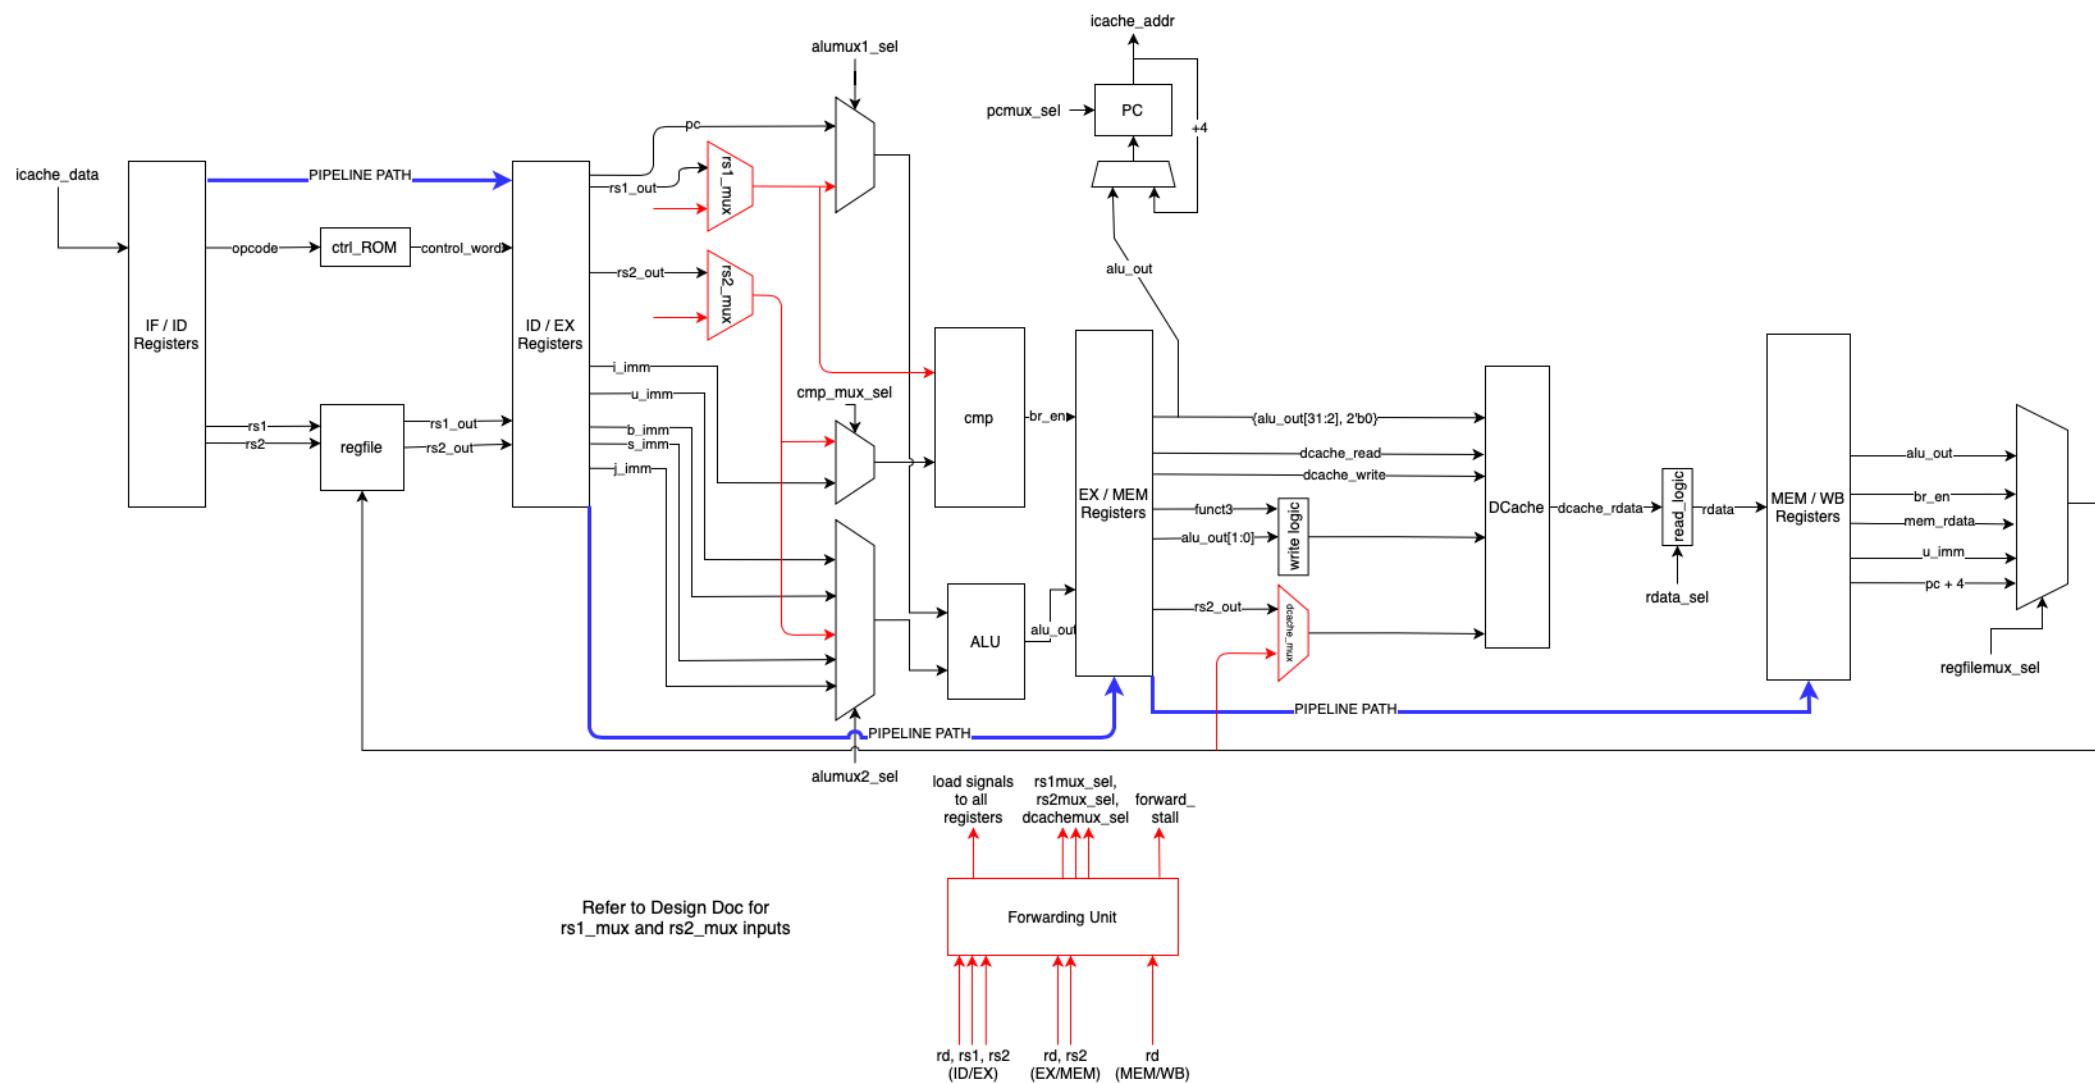 icache_addr
alumux1_sel
pcmux_sel
PC
+4
pc
icache_data
PIPELINE PATH
rs1_out
rs1_mux
opcode
ctrl_ROM
control_word
rs2_out
rs2_mux
alu_out
IF / ID
Registers
ID / EX
Registers
i_imm
u_imm
b_imm
s_imm
j_imm
cmp_mux_sel
cmp
br_en
rs1
rs2
regfile
rs1_out
rs2_out
{alu_out[31:2], 2'b0}
dcache_read
dcache_write
EX / MEM
Registers
funct3
alu_out[1:0]
write logic
DCache
dcache_rdata
read_logic
rdata
rdata_sel
MEM / WB
Registers
alu_out
br_en
mem_rdata
u_imm
pc + 4
regfilemux_sel
rs2_out
dcache_mux
ALU
alu_out
PIPELINE PATH
PIPELINE PATH
alumux2_sel
load signals
to all
registers
rs1mux_sel,
rs2mux_sel,
dcachemux_sel
forward_
stall
Forwarding Unit
Refer to Design Doc for
rs1_mux and rs2_mux inputs
rd, rs1, rs2
(ID/EX)
rd, rs2
(EX/MEM)
rd
(MEM/WB)